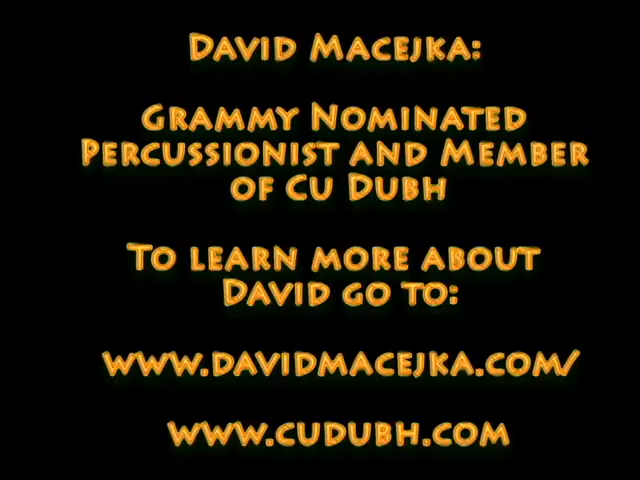 David Macejka:
Grammy Nominated
Percussionist and Member
of Cu Dubh
To learn more about
David go to:
www.davidmacejka.com/
www.cudubh.com